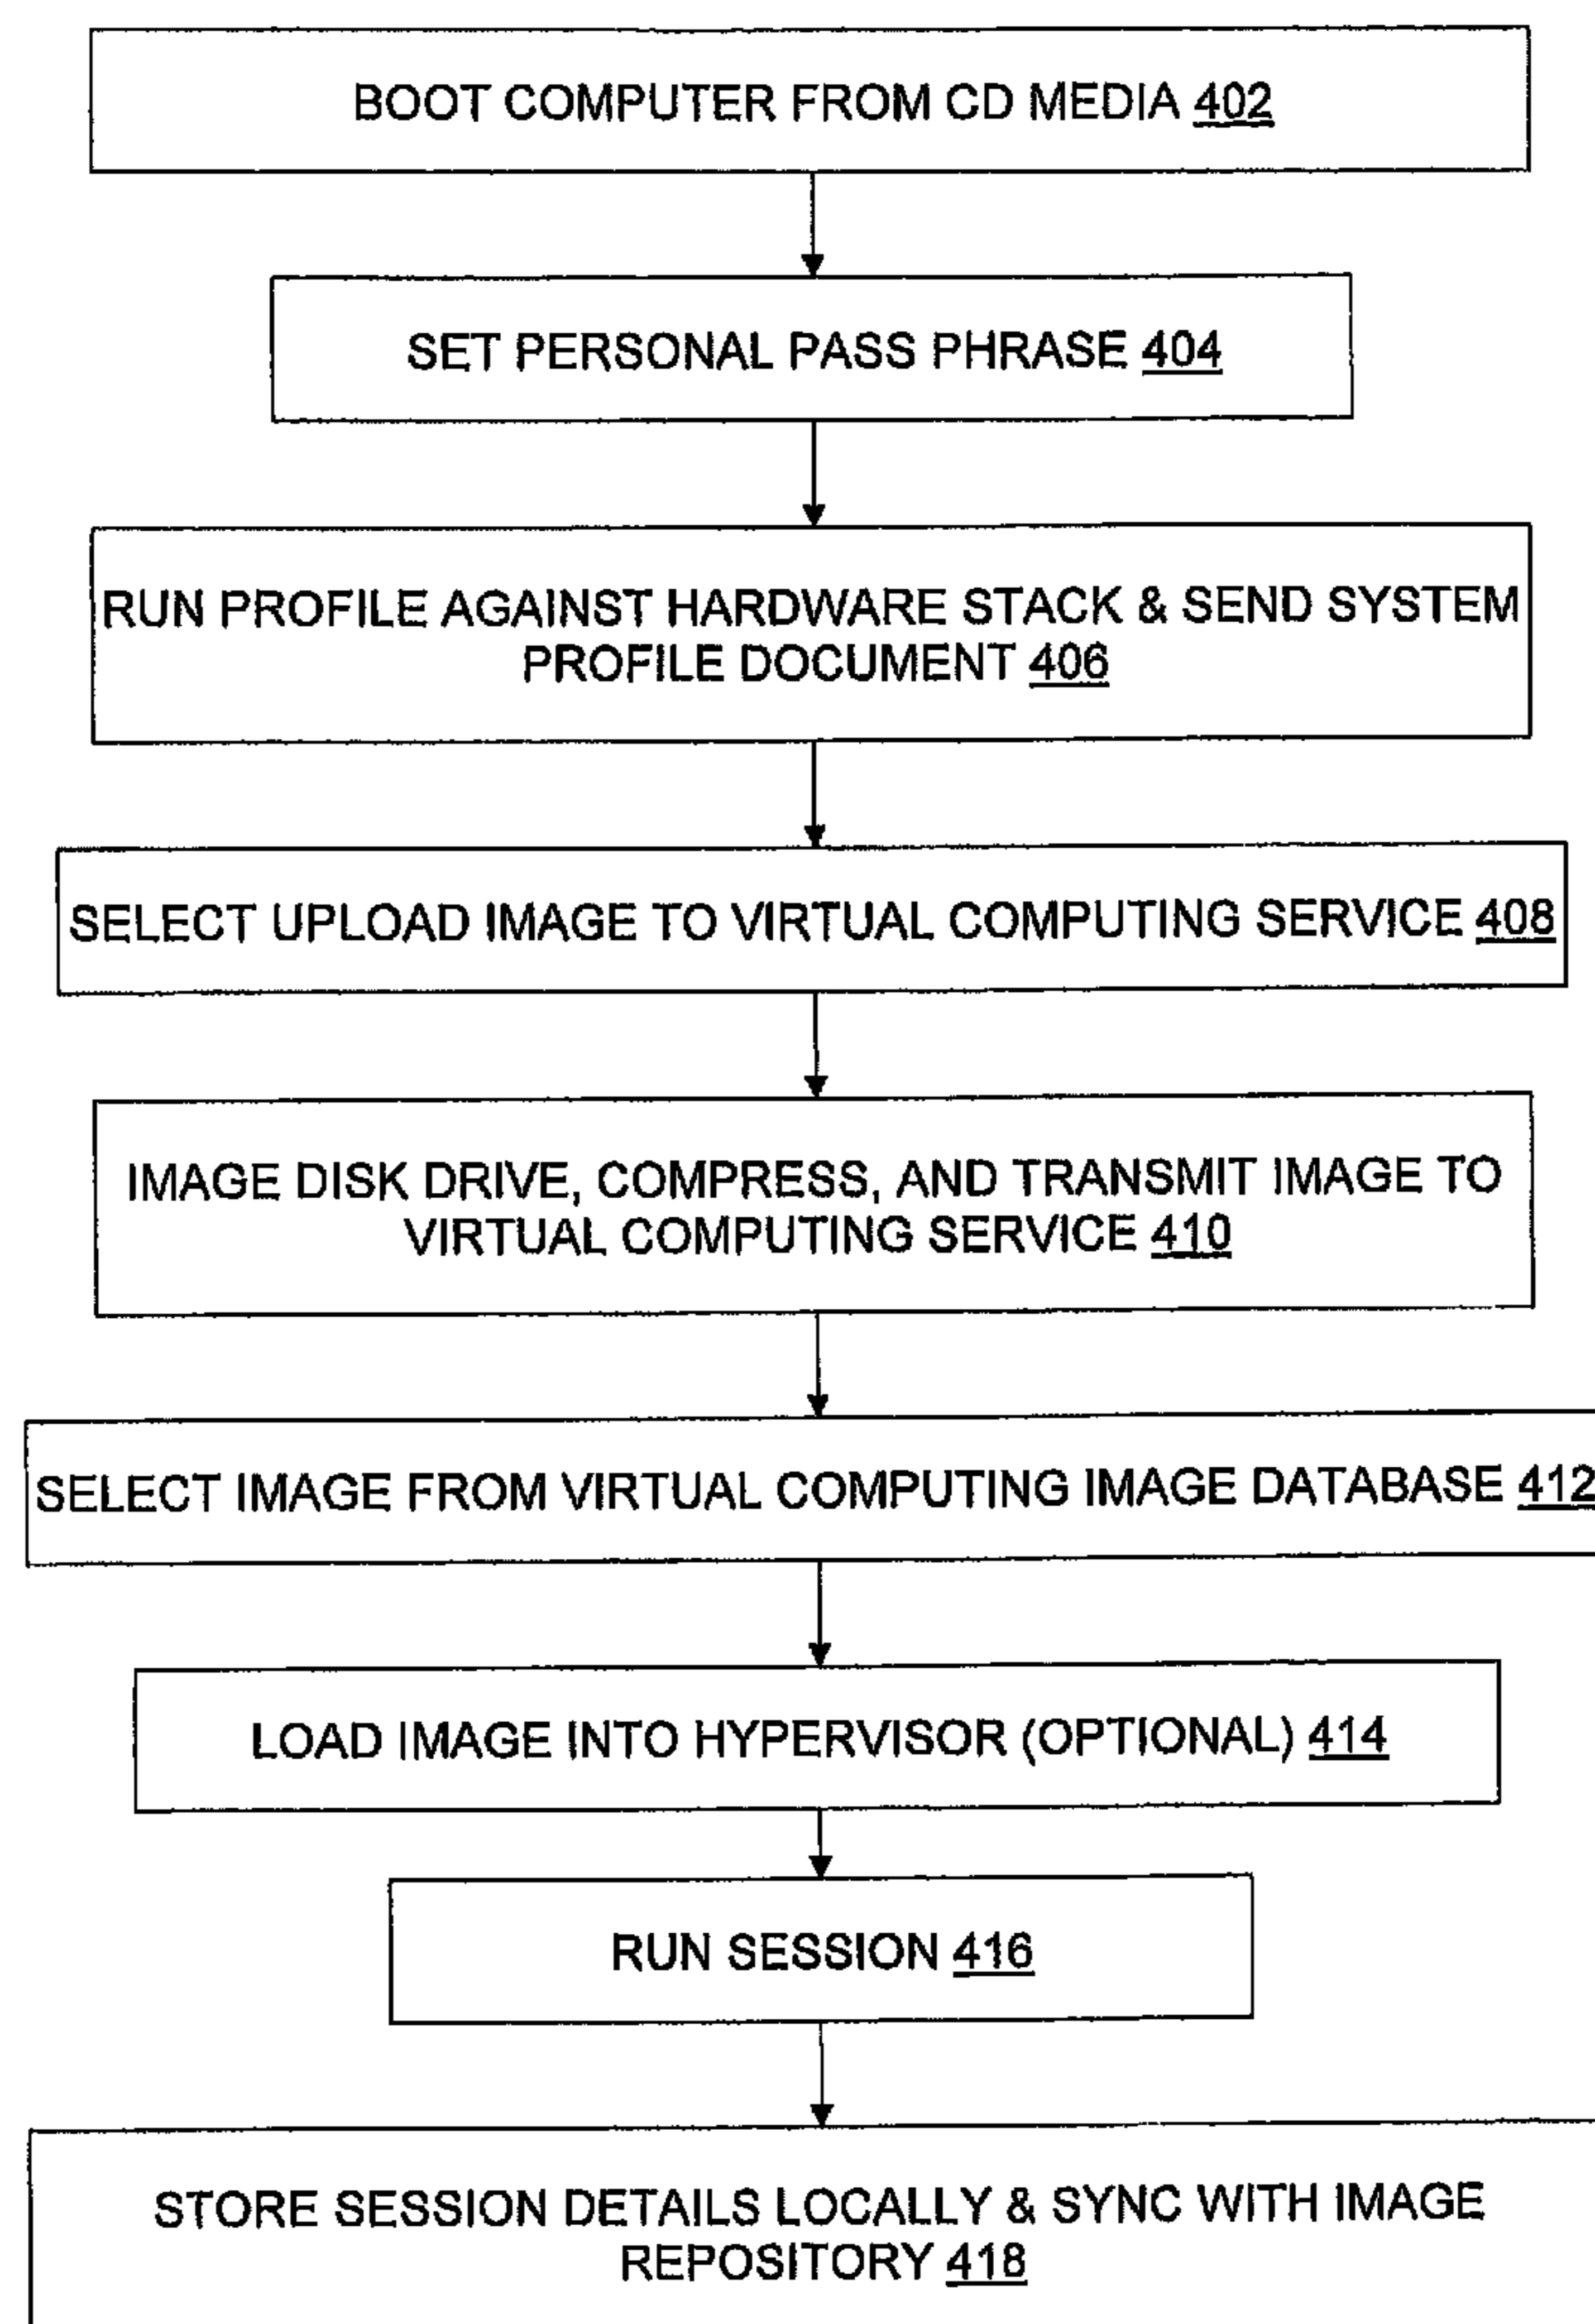 BOOT COMPUTER FROM CD MEDIA 402
SET PERSONAL PASS PHRASE 404
RUN PROFILE AGAINST HARDWARE STACK & SEND SYSTEM
PROFILE DOCUMENT 406
SELECT UPLOAD IMAGE TO VIRTUAL COMPUTING SERVICE 408
IMAGE DISK DRIVE, COMPRESS, AND TRANSMIT IMAGE TO
VIRTUAL COMPUTING SERVICE 410
SELECT IMAGE FROM VIRTUAL COMPUTING IMAGE DATABASE 412
LOAD IMAGE INTO HYPERVISOR (OPTIONAL) 414
RUN SESSION 416
STORE SESSION DETAILS LOCALLY & SYNC WITH IMAGE
REPOSITORY 418